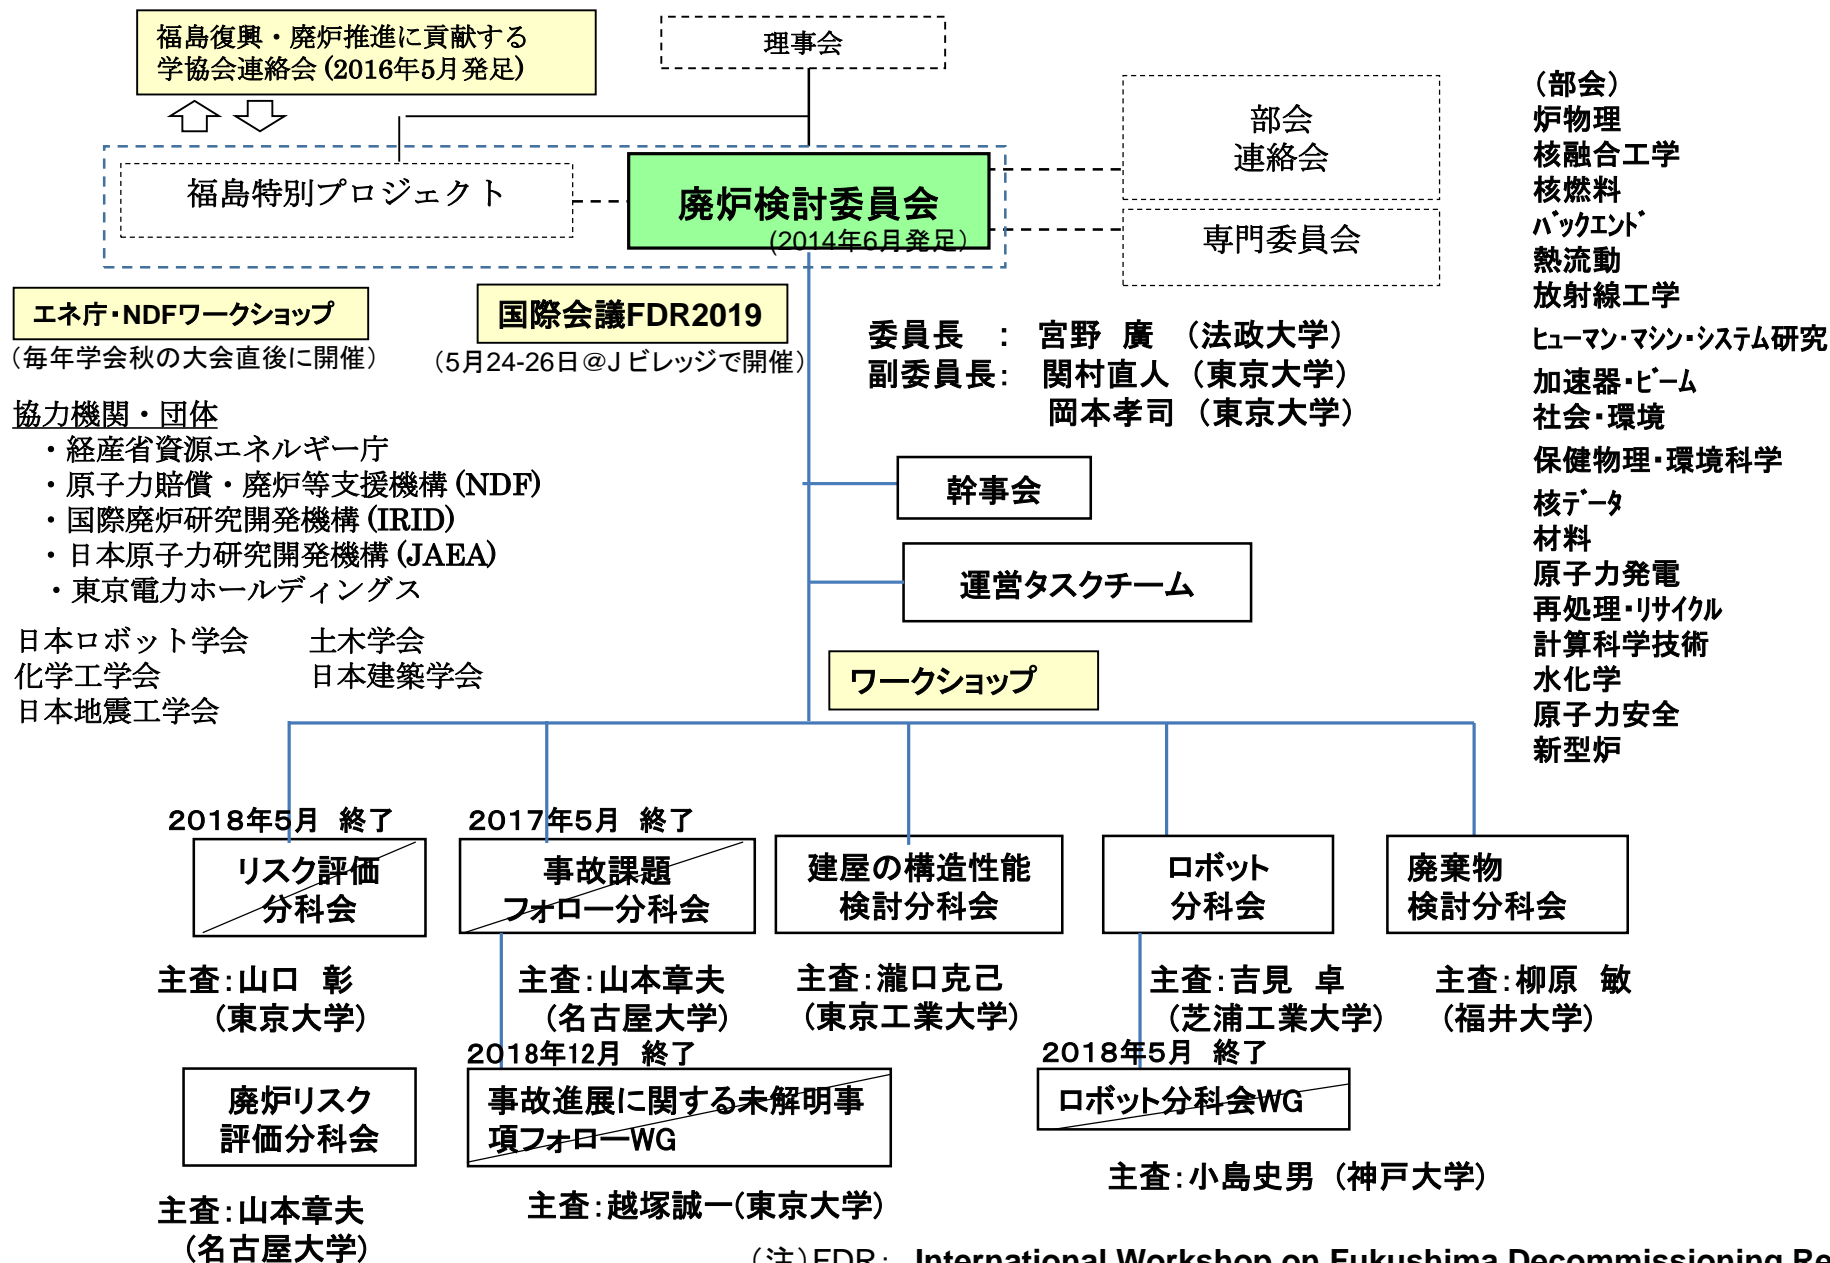 福島復興・廃炉推進に貢献する
学協会連絡会 (2016年5月発足)
理事会
部会
連絡会
専門委員会
福島特別プロジェクト
廃炉検討委員会
(2014年6月発足)
エネ庁・NDFワークショップ
(毎年学会秋の大会直後に開催)
国際会議FDR2019
(5月24-26日@Jビレッジで開催)
委員長 : 宮野 廣 (法政大学)
副委員長: 関村直人 (東京大学)
岡本孝司 (東京大学)
協力機関・団体
・経産省資源エネルギー庁
・原子力賠償・廃炉等支援機構 (NDF)
・国際廃炉研究開発機構 (IRID)
・日本原子力研究開発機構 (JAEA)
・東京電力ホールディングス
日本ロボット学会 土木学会
化学工学会 日本建築学会
日本地震工学会
幹事会
運営タスクチーム
ワークショップ
(部会)
炉物理
核融合工学
核燃料
バックエンド
熱流動
放射線工学
ヒューマン・マシン・システム研究
加速器・ビーム
社会・環境
保健物理・環境科学
核データ
材料
原子力発電
再処理・リサイクル
計算科学技術
水化学
原子力安全
新型炉
2018年5月 終了
リスク評価
分科会
主査:山口 彰
(東京大学)
廃炉リスク
評価分科会
主査:山本章夫
(名古屋大学)
2017年5月 終了
事故課題
フォロー分科会
主査:山本章夫
(名古屋大学)
2018年12月 終了
事故進展に関する未解明事
項フォローWG
主査:越塚誠一(東京大学)
建屋の構造性能
検討分科会
主査:瀧口克己
(東京工業大学)
ロボット
分科会
主査:吉見 卓
(芝浦工業大学)
2018年5月 終了
ロボット分科会WG
主査:小島史男 (神戸大学)
廃棄物
検討分科会
主査:柳原 敏
(福井大学)
(注)FDR: International Workshop on Fukushima Decommissioning Re